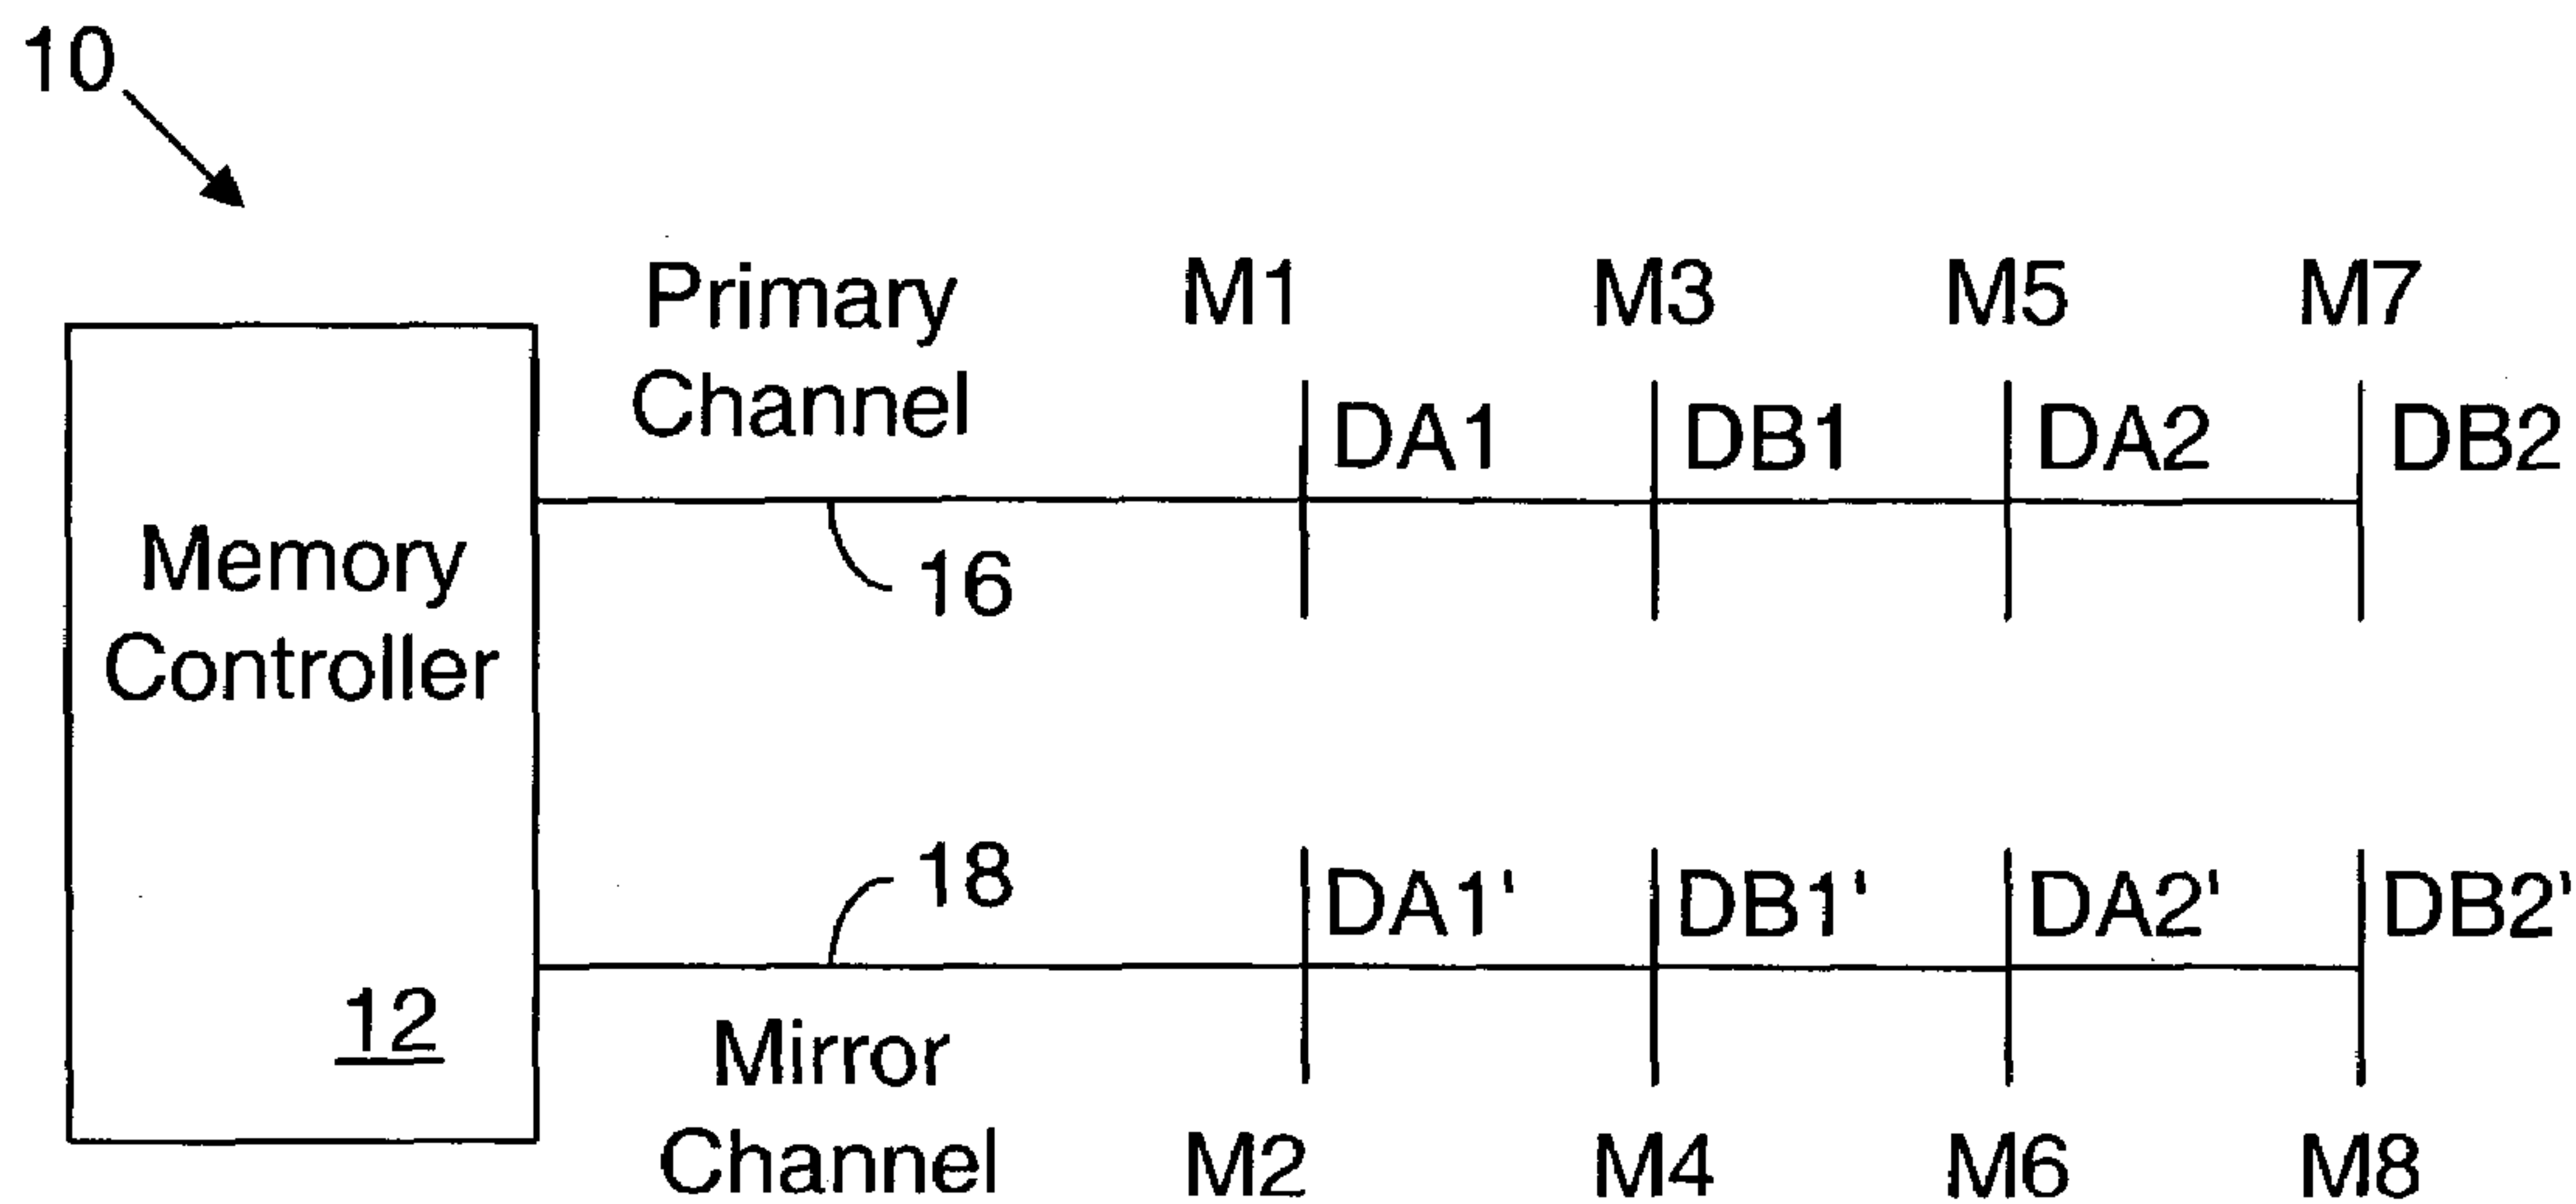 10
Primary
Channel
M1 M3 M5 M7
DA1 DB1 DA2 DB2
16
Memory
Controller
12
18
DA1' DB1' DA2' DB2'
Mirror
Channel
M2 M4 M6 M8